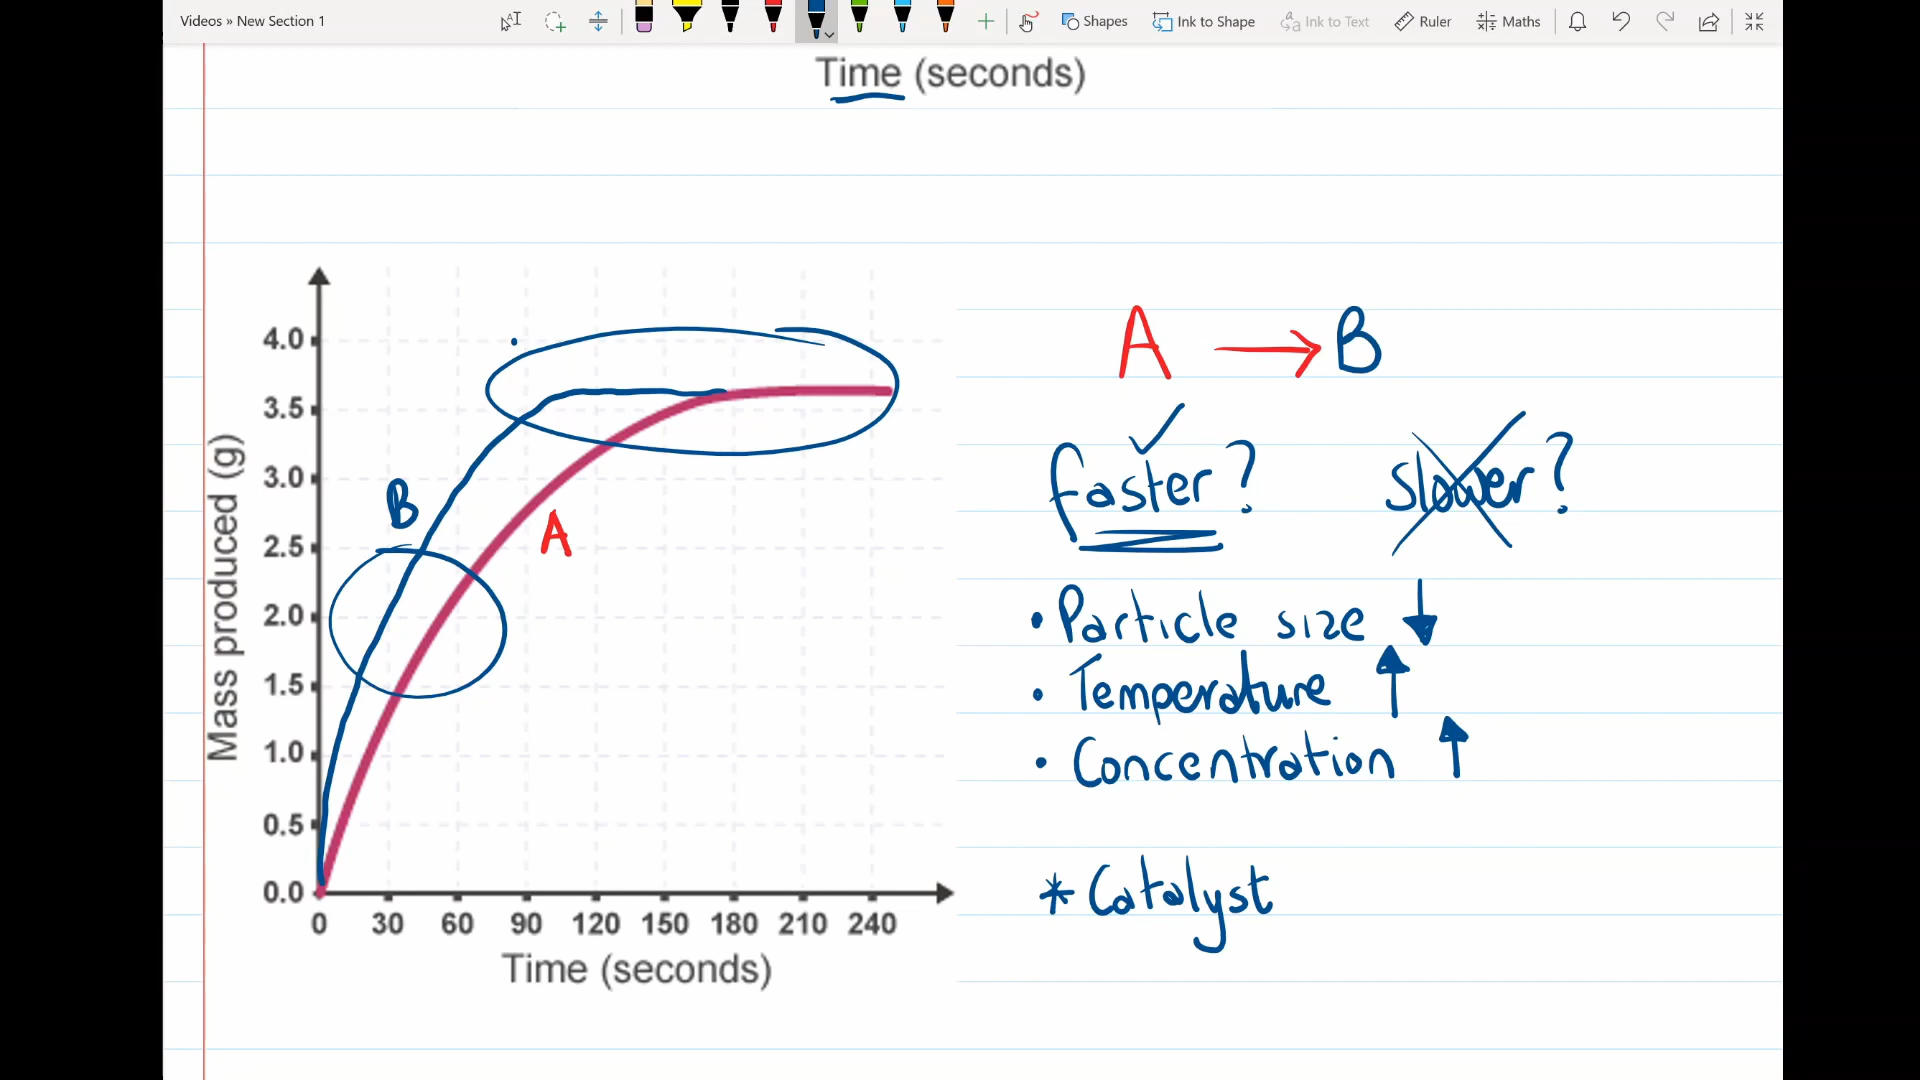 Videos » New Section 1
Shapes
Ink to Shape
Ink to Text
Ruler
Maths
Time (seconds)
4.0
3.5
3.0
2.5
2.0
1.5
1.0
0.5
0.0
Mass produced (g)
B
A
0 30 60 90 120 150 180 210 240
Time (seconds)
A → B
✓
faster? slower?
• Particle size ↓
• Temperature ↑
• Concentration ↑
* Catalyst